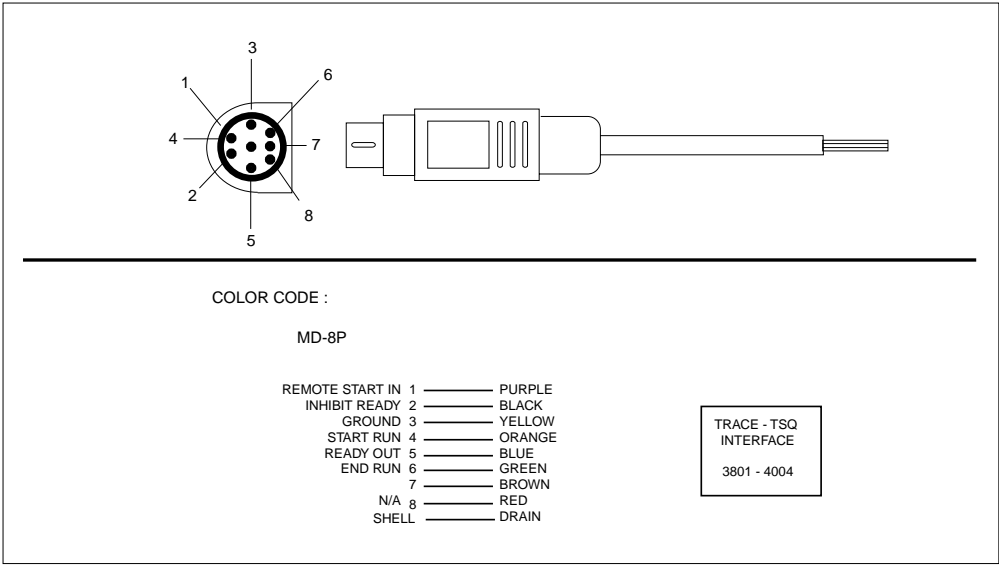 3
1
6
4
7
2
8
5
COLOR CODE :
MD-8P
REMOTE START IN 1 PURPLE
INHIBIT READY 2 BLACK
GROUND 3 YELLOW
START RUN 4 ORANGE
READY OUT 5 BLUE
END RUN 6 GREEN
7 BROWN
N/A 8 RED
SHELL DRAIN
TRACE - TSQ
INTERFACE
3801 - 4004